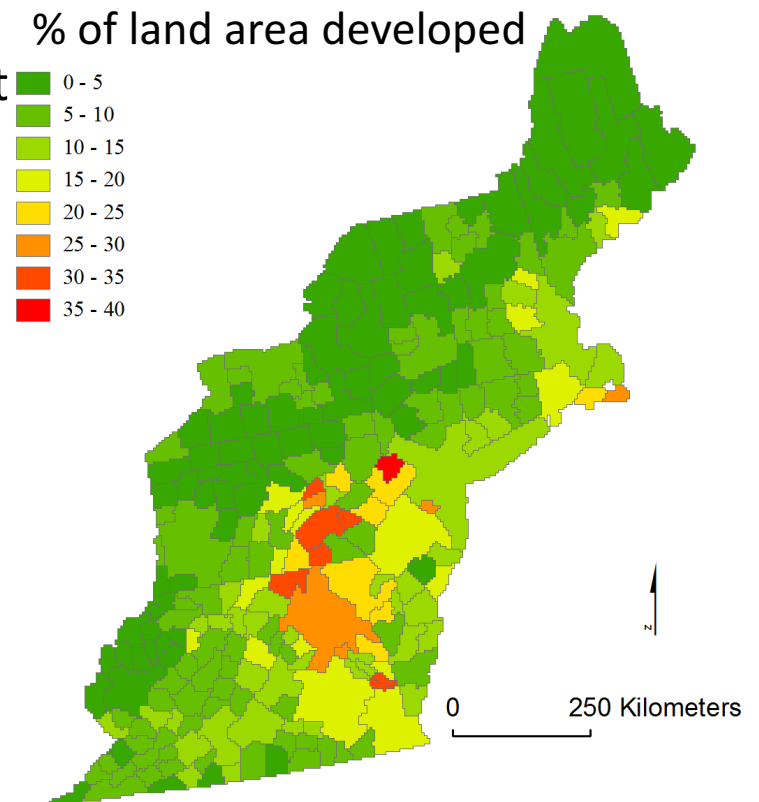 % of land area developed
t
0 - 5
5 - 10
10 - 15
15 - 20
20 - 25
25 - 30
30 - 35
35 - 40
z
0 250 Kilometers